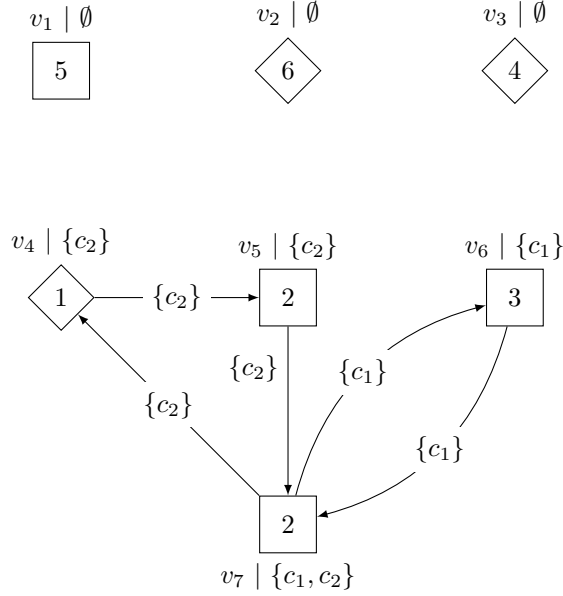 v₁ | ∅
v₂ | ∅
v₃ | ∅
5
6
4
v₄ | {c₂}
v₅ | {c₂}
v₆ | {c₁}
1
{c₂}
2
3
{c₂}
{c₁}
{c₂}
{c₁}
2
v₇ | {c₁, c₂}